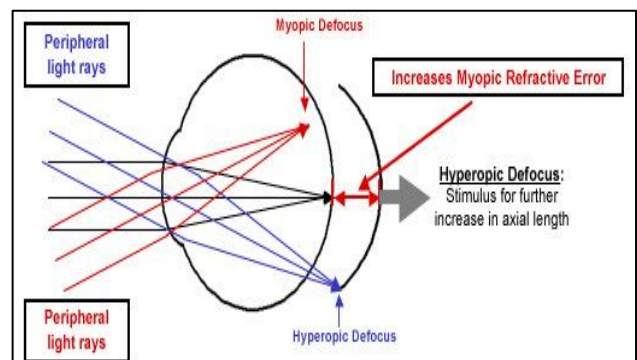 Peripheral
light rays
Myopic Defocus
Increases Myopic Refractive Error
Hyperopic Defocus:
Stimulus for further
increase in axial length
Peripheral
light rays
Hyperopic Defocus